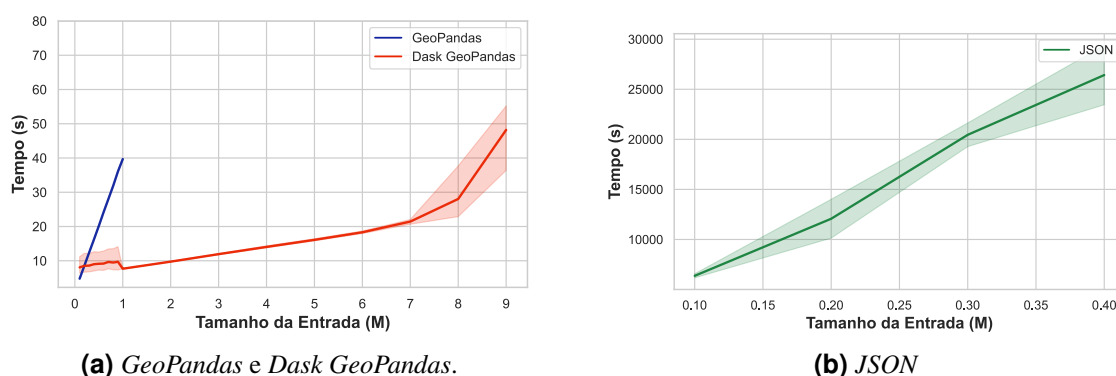 80
70
60
50
40
30
20
10
Tempo (s)
GeoPandas
Dask GeoPandas
0 1 2 3 4 5 6 7 8 9
Tamanho da Entrada (M)
(a) GeoPandas e Dask GeoPandas.
30000
25000
20000
15000
10000
Tempo (s)
JSON
0.10 0.15 0.20 0.25 0.30 0.35 0.40
Tamanho da Entrada (M)
(b) JSON